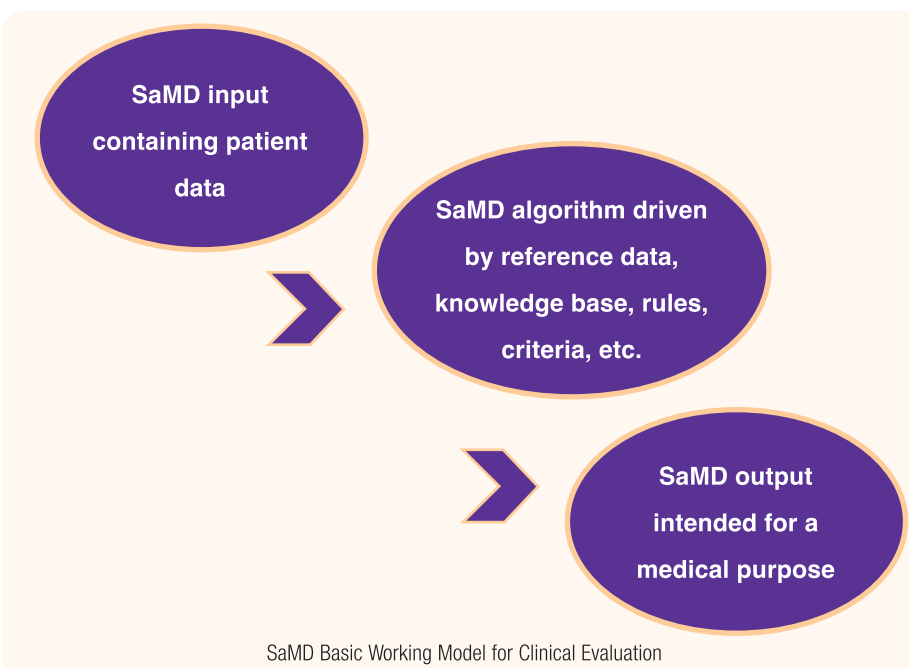 SaMD input
containing patient
data
SaMD algorithm driven
by reference data,
knowledge base, rules,
criteria, etc.
SaMD output
intended for a
medical purpose
SaMD Basic Working Model for Clinical Evaluation